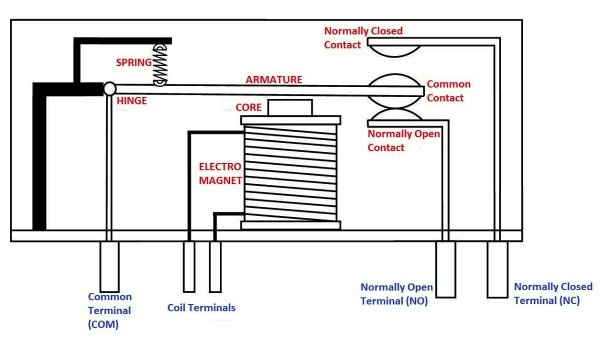 Normally Closed
Contact
SPRING
ARMATURE
Common
Contact
HINGE
CORE
Normally Open
Contact
ELECTRO
MAGNET
Common
Terminal
(COM)
Coil Terminals
Normally Open
Terminal (NO)
Normally Closed
Terminal (NC)